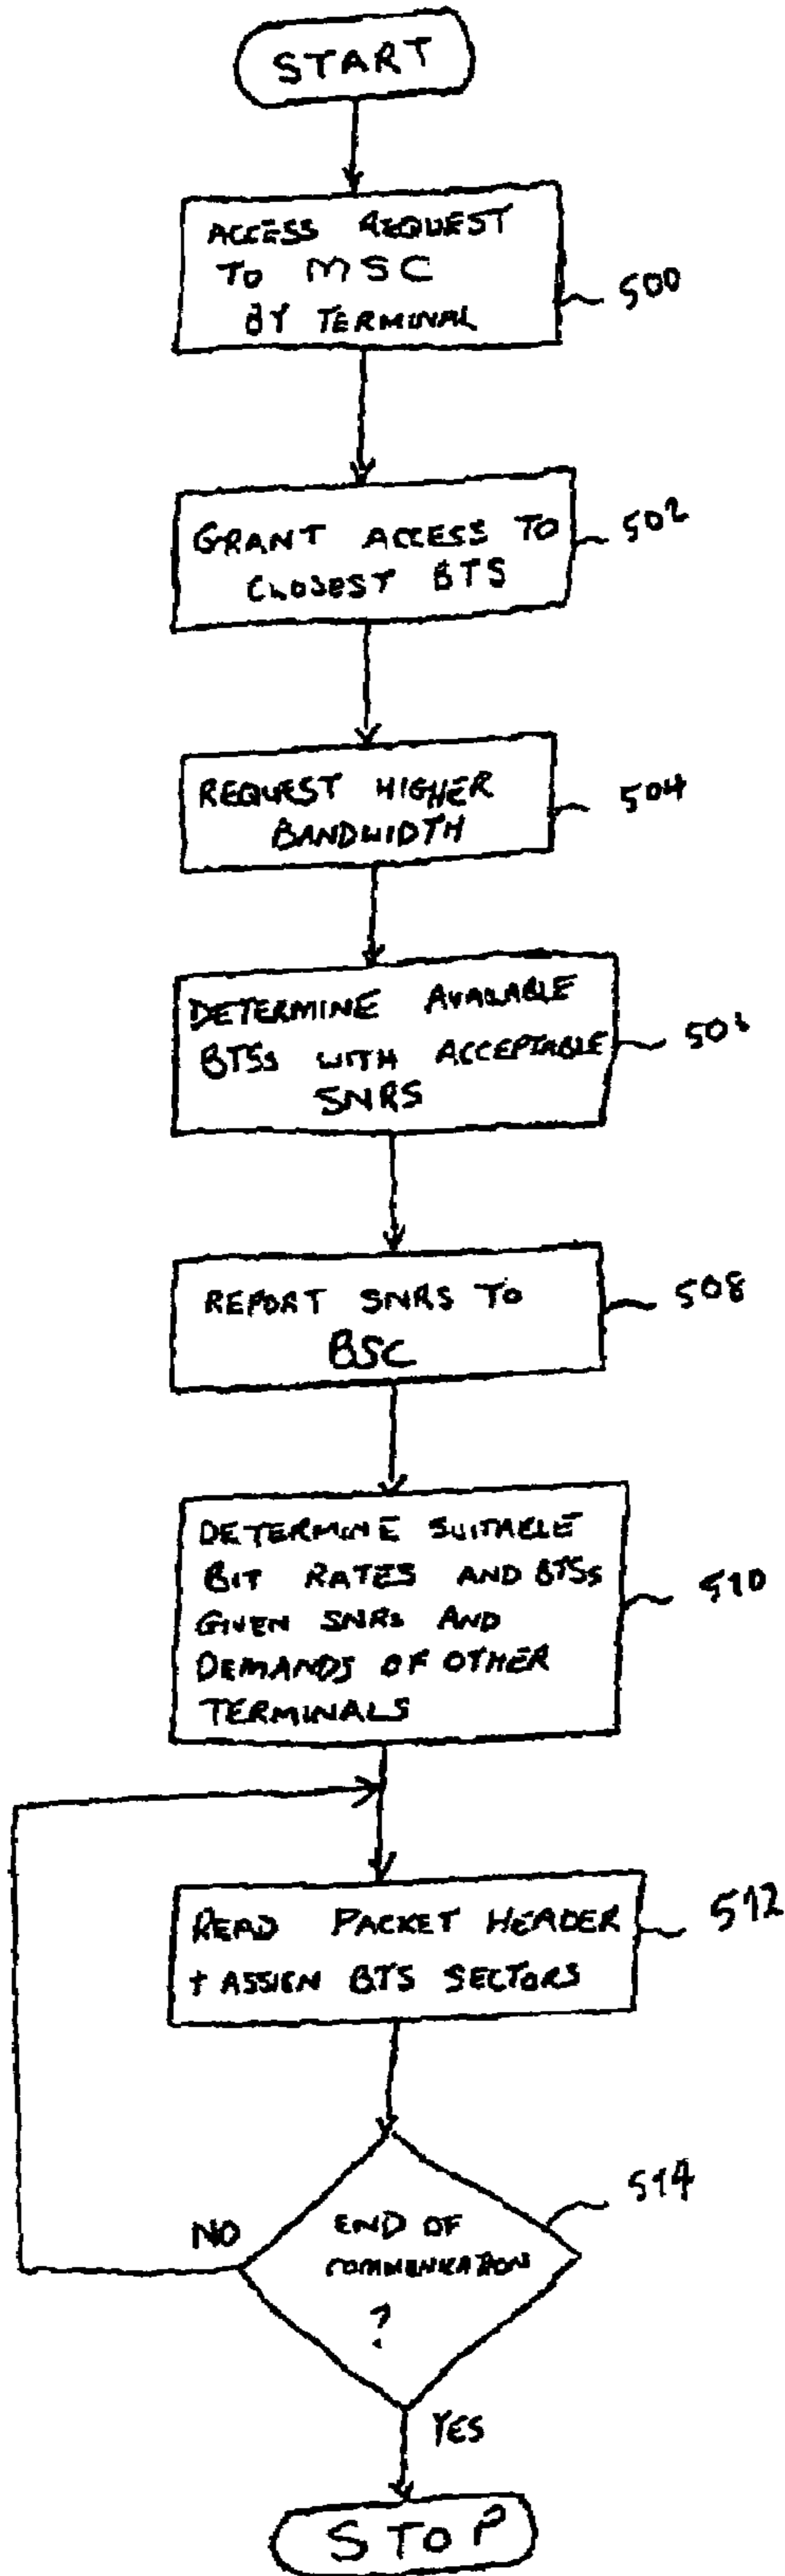 START
ACCESS REQUEST
TO MSC
BY TERMINAL
500
GRANT ACCESS TO
CLOSEST BTS
502
REQUEST HIGHER
BANDWIDTH
504
DETERMINE AVAILABLE
BTSs WITH ACCEPTABLE
SNRS
REPORT SNRS TO
BSC
508
DETERMINE SUITABLE
BIT RATES AND BTSs
GIVEN SNRs AND
DEMANDS OF OTHER
TERMINALS
510
READ PACKET HEADER
+ ASSIGN BTS SECTORS
512
END OF
COMMUNICATION
?
514
NO
YES
STOP